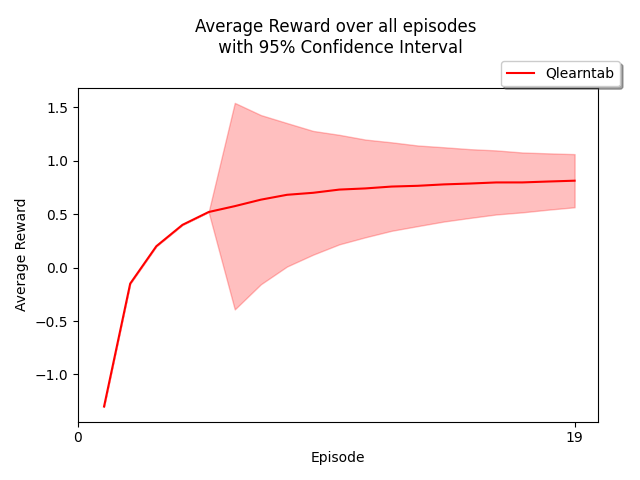 Average Reward over all episodes
with 95% Confidence Interval
Qlearntab
1.5
1.0
0.5
0.0
−0.5
−1.0
Average Reward
0
19
Episode